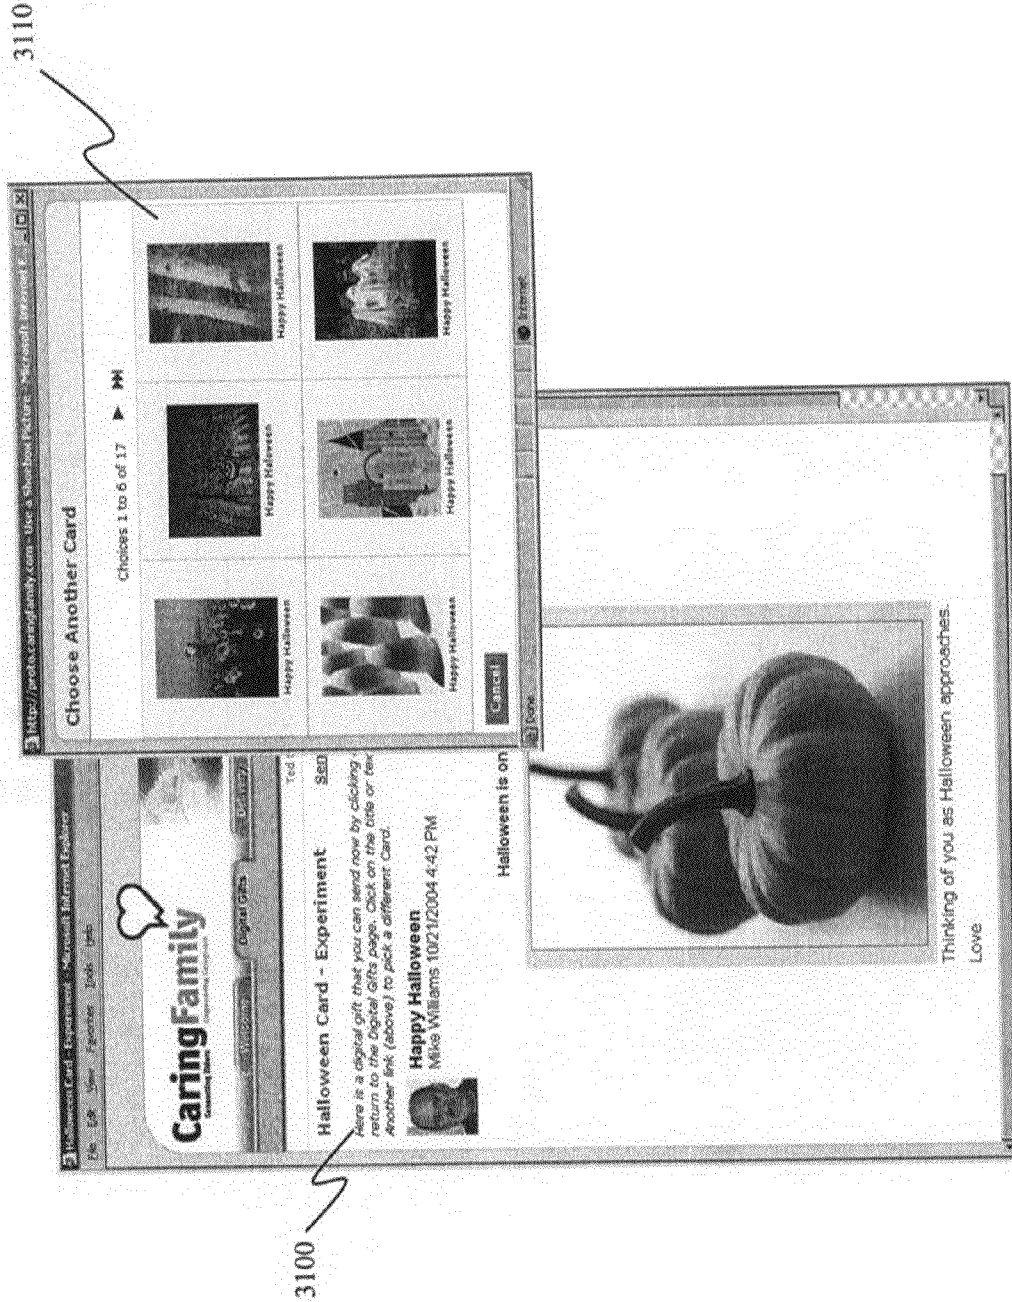 3110
http://proto.caringfamily.com - Use a Shoebox Picture - Microsoft Internet E...
Choose Another Card
Choices 1 to 6 of 17
Happy Halloween
Happy Halloween
Happy Halloween
Happy Halloween
Happy Halloween
Happy Halloween
Cancel
Done
Internet
Halloween Card - Experiment - Microsoft Internet Explorer
File Edit View Favorites Tools Help
CaringFamily
Welcome
Digital Gifts
Delivery
Ted
Halloween Card - Experiment
Sen
Here is a digital gift that you can send now by clicking
return to the Digital Gifts page. Click on the title or tex
Another link (above) to pick a different Card.
Happy Halloween
Mike Williams 10/21/2004 4:42 PM
Halloween is on
Thinking of you as Halloween approaches.
Love
3100